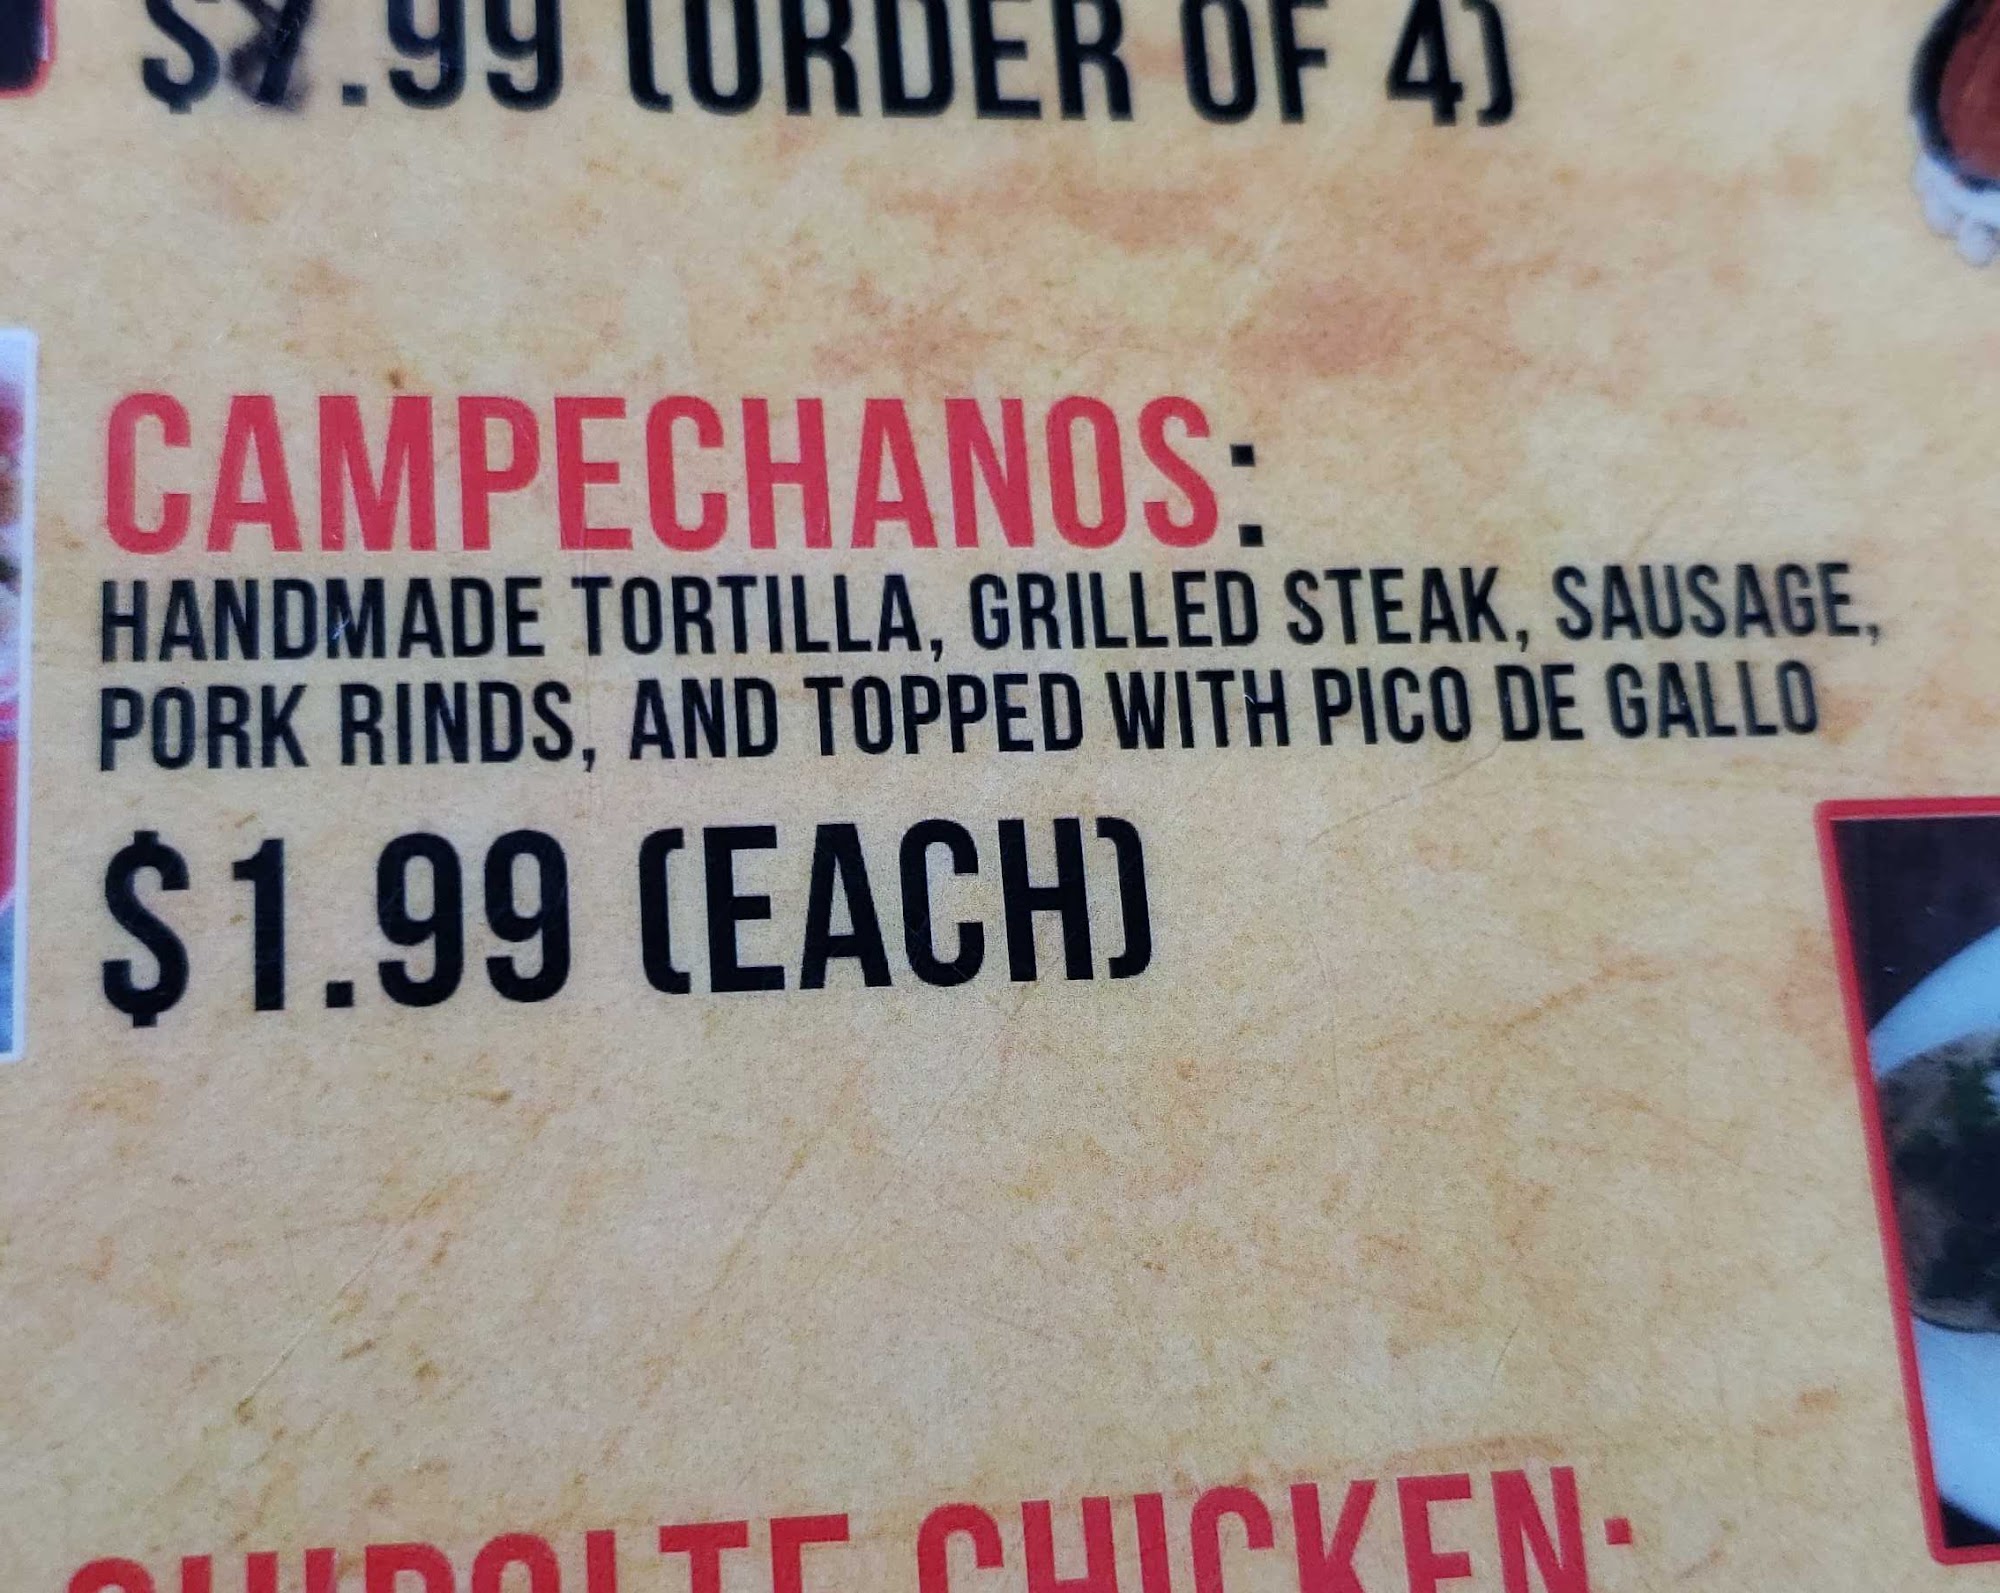 .99 (ORDER OF 4)
CAMPECHANOS:
HANDMADE TORTILLA, GRILLED STEAK, SAUSAGE,
PORK RINDS, AND TOPPED WITH PICO DE GALLO
$1.99 (EACH)
CHIPOLTE CHICKEN: